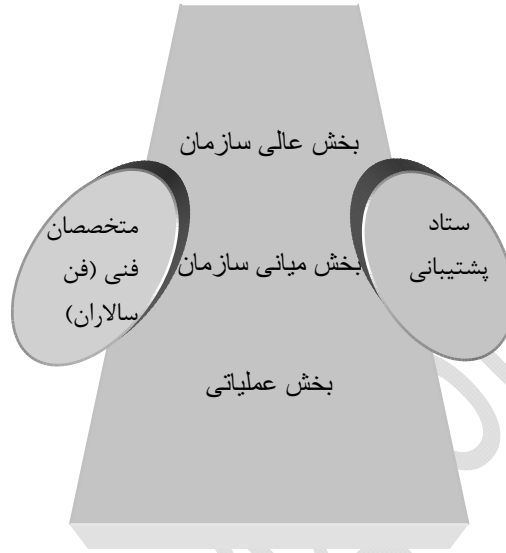 بخش عالی سازمان
ستاد
پشتیبانی
بخش میانی سازمان
متخصصان
فنی (فن
سالاران)
بخش عملیاتی